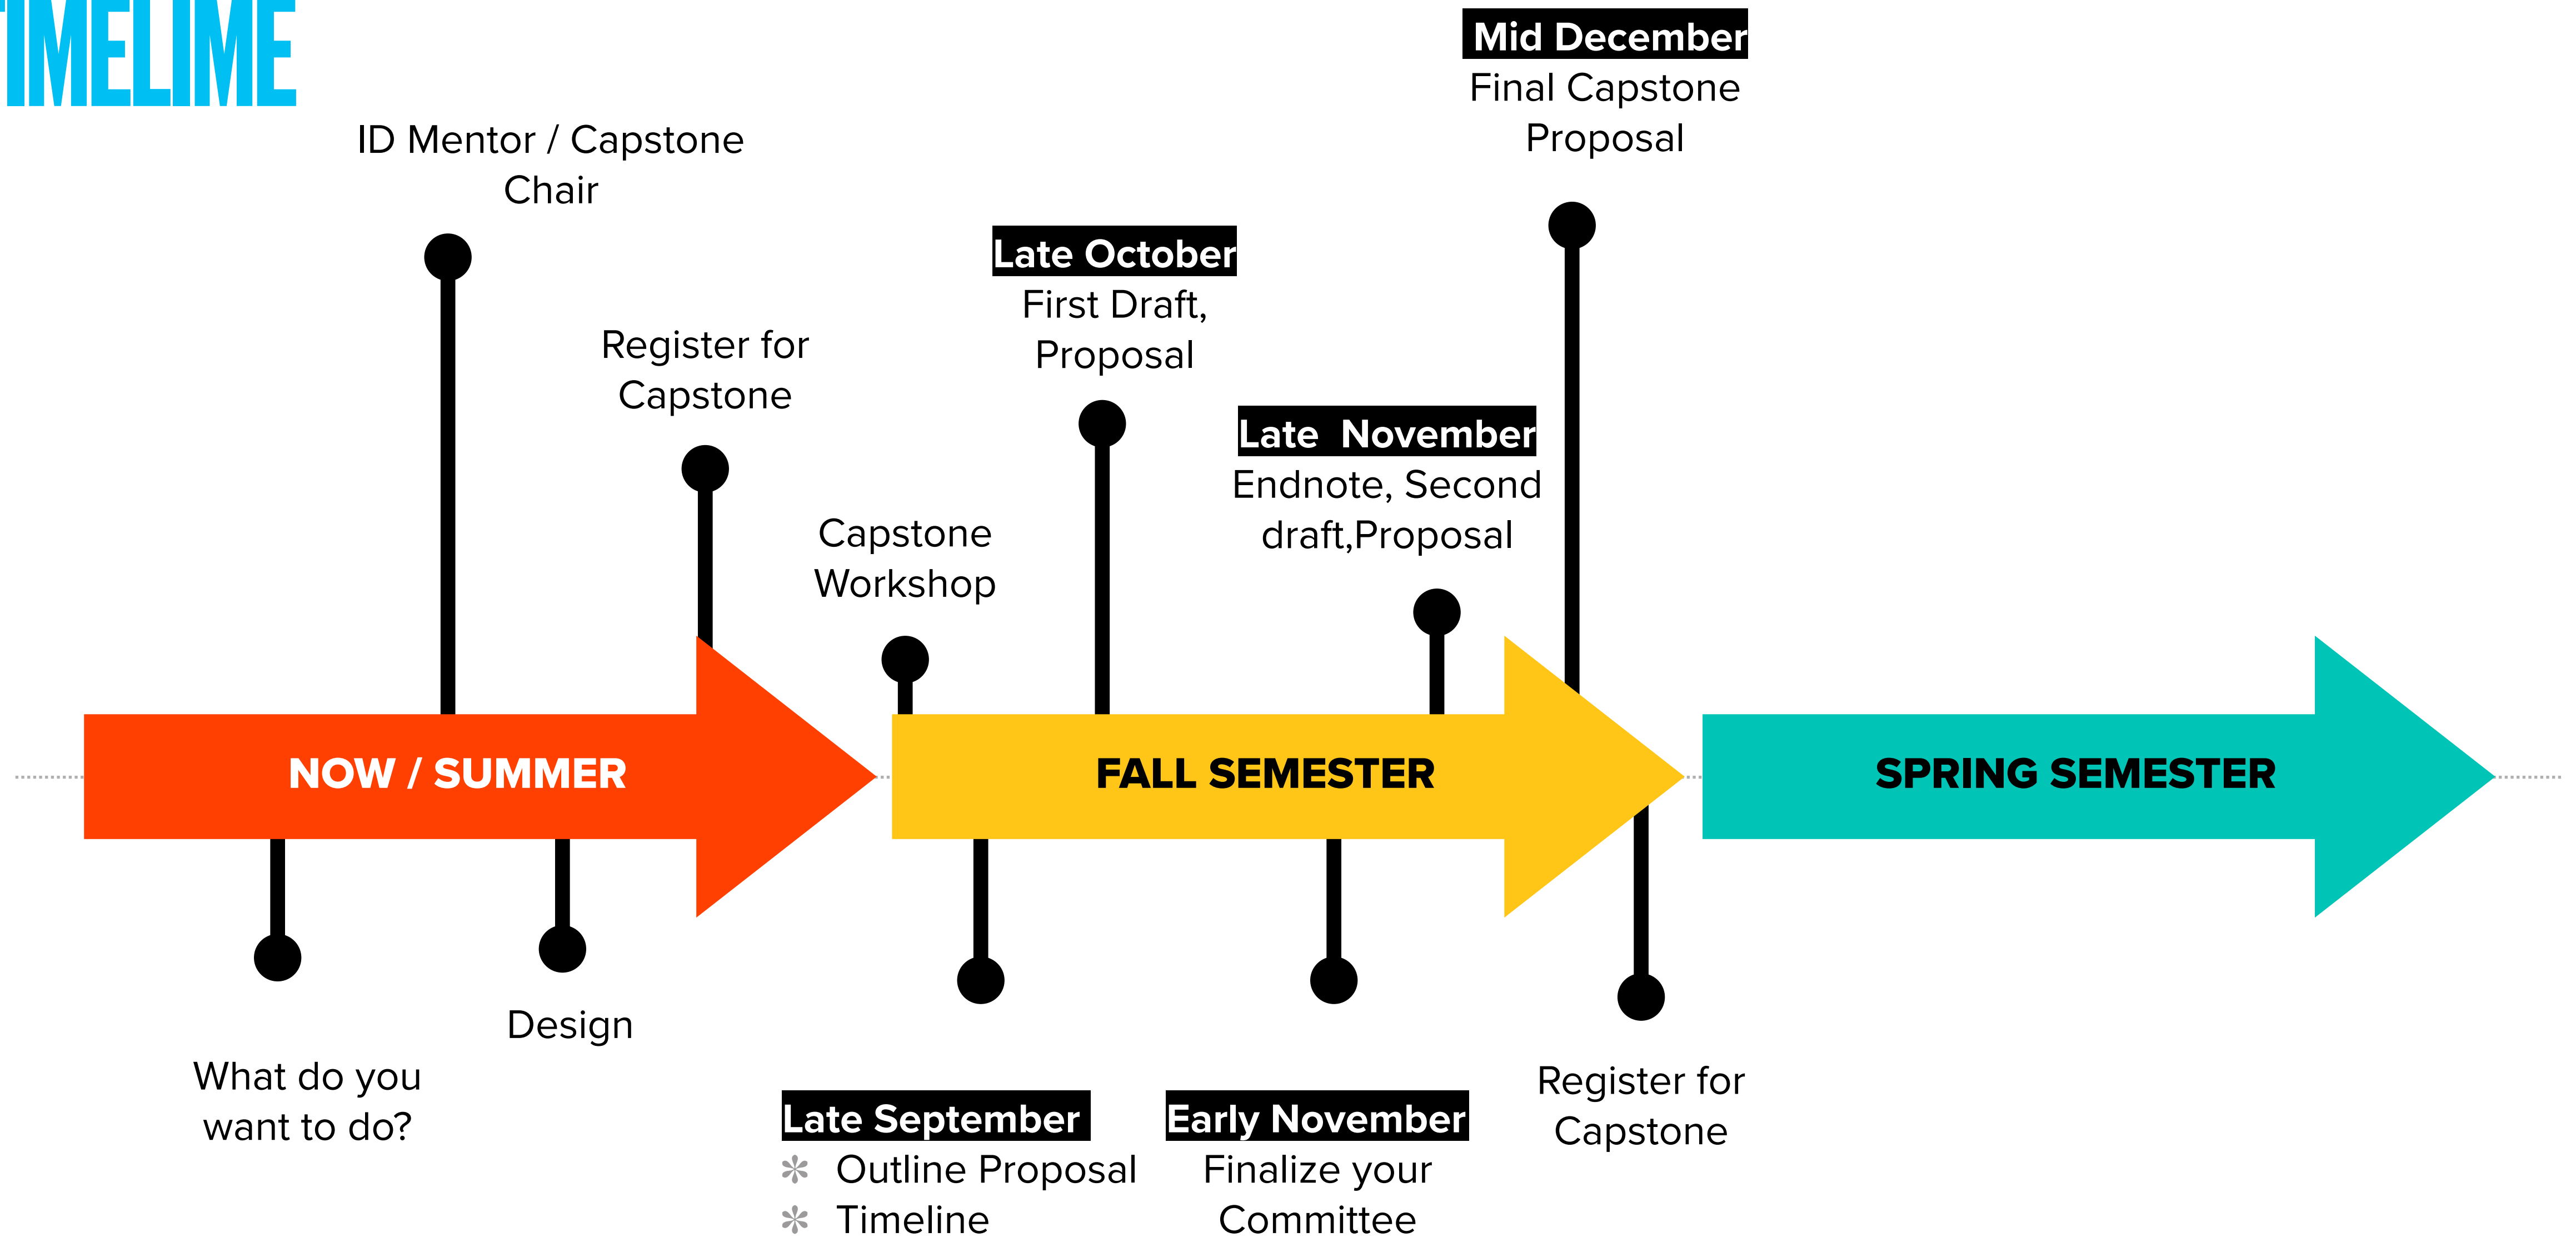 TIMELIME
Mid December
Final Capstone
Proposal
ID Mentor / Capstone
Chair
Late October
First Draft,
Proposal
Register for
Capstone
Late  November
Endnote, Second
draft,Proposal
Capstone
Workshop
NOW / SUMMER
FALL SEMESTER
SPRING SEMESTER
What do you
want to do?
Design
Late September
✻ Outline Proposal
✻ Timeline
Early November
Finalize your
Committee
Register for
Capstone